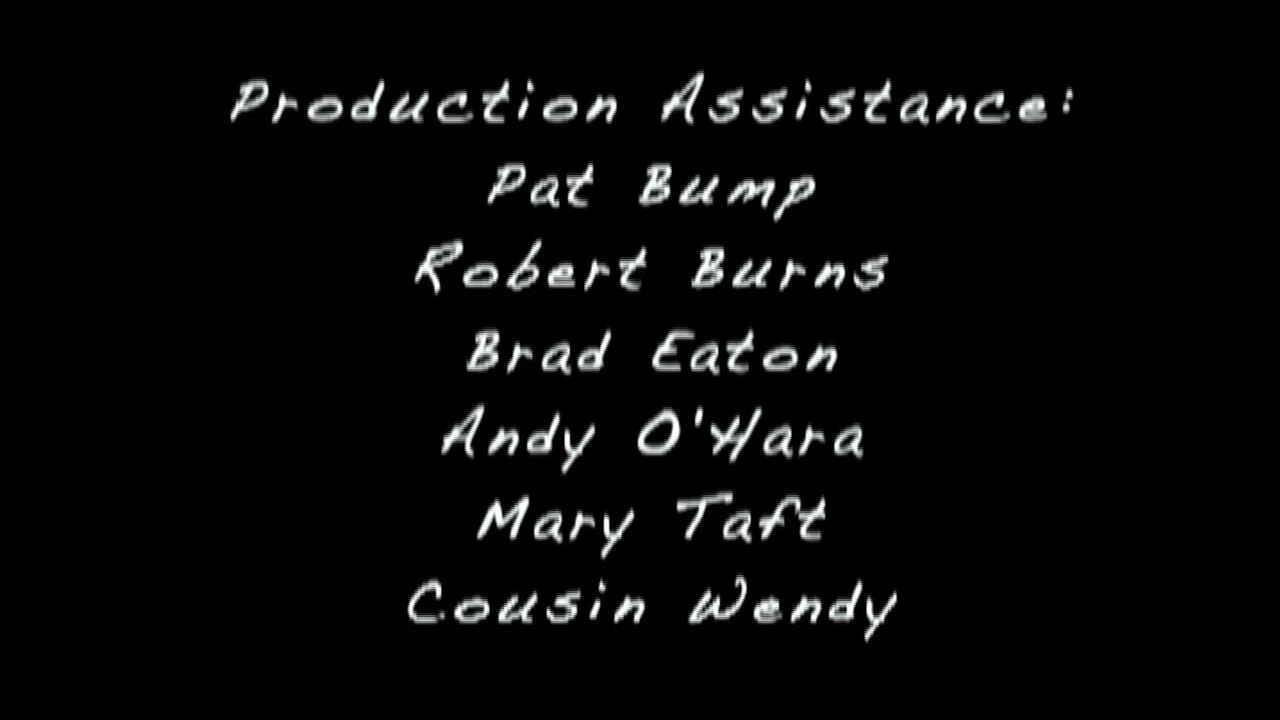 Production Assistance:
Pat Bump
Robert Burns
Brad Eaton
Andy O'Hara
Mary Taft
Cousin Wendy